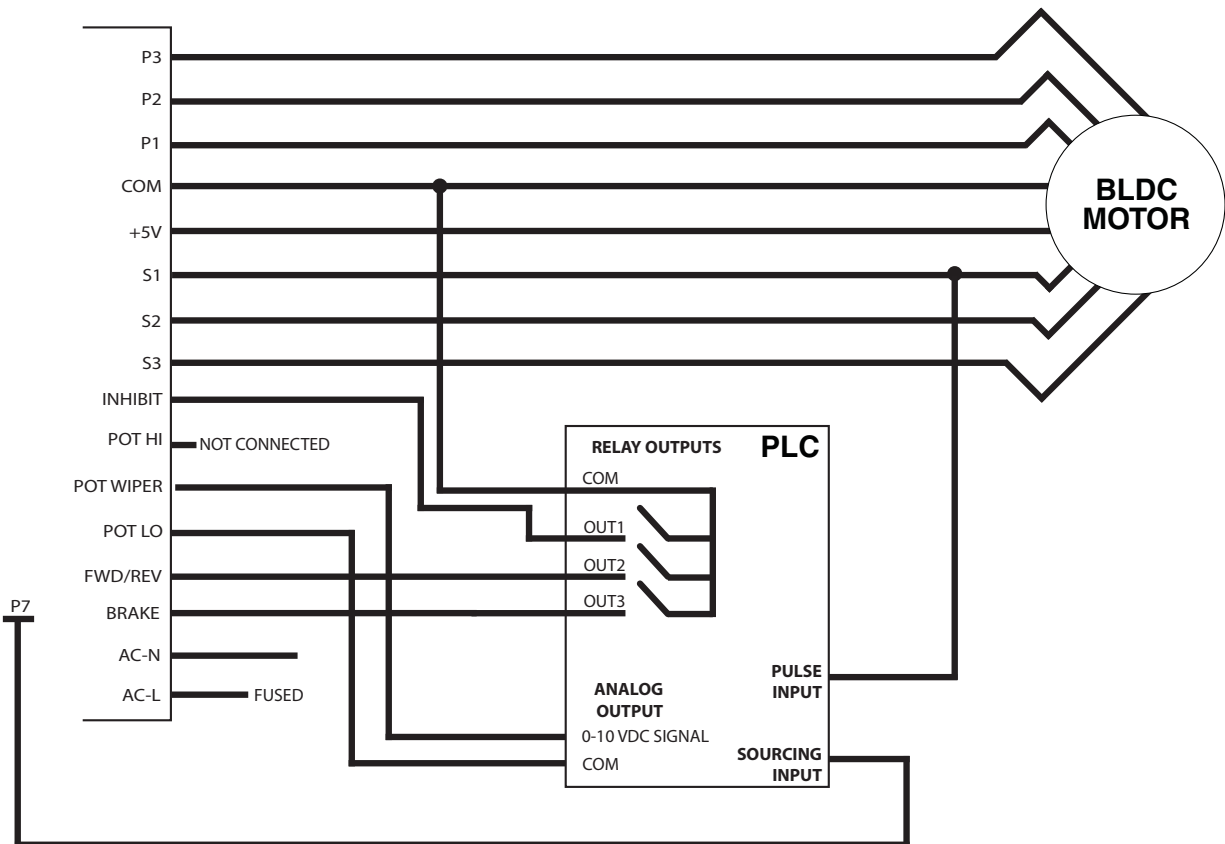 P3
P2
P1
COM
+5V
S1
S2
S3
INHIBIT
POT HI
NOT CONNECTED
POT WIPER
POT LO
FWD/REV
BRAKE
AC-N
AC-L
FUSED
P7
BLDC
MOTOR
RELAY OUTPUTS
PLC
COM
OUT1
OUT2
OUT3
PULSE
INPUT
ANALOG
OUTPUT
0-10 VDC SIGNAL
COM
SOURCING
INPUT